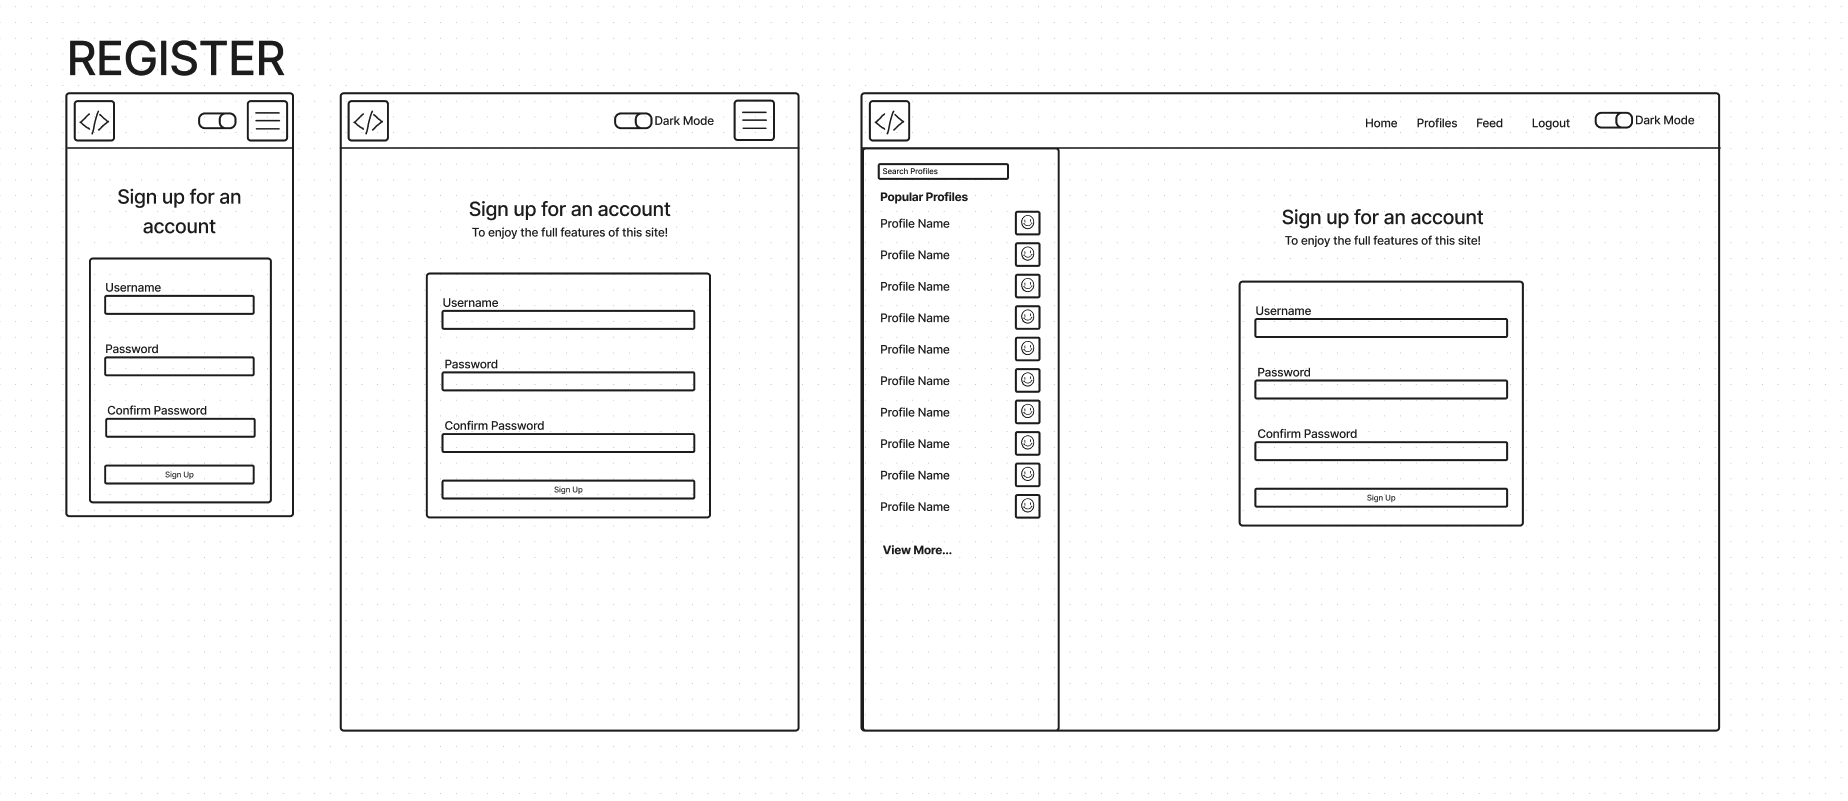 REGISTER
</>
Sign up for an
account
Username
Password
Confirm Password
Sign Up
</>
Dark Mode
Sign up for an account
To enjoy the full features of this site!
Username
Password
Confirm Password
Sign Up
</>
Home Profiles Feed Logout Dark Mode
Search Profiles
Popular Profiles
Profile Name
Profile Name
Profile Name
Profile Name
Profile Name
Profile Name
Profile Name
Profile Name
Profile Name
Profile Name
View More...
Sign up for an account
To enjoy the full features of this site!
Username
Password
Confirm Password
Sign Up